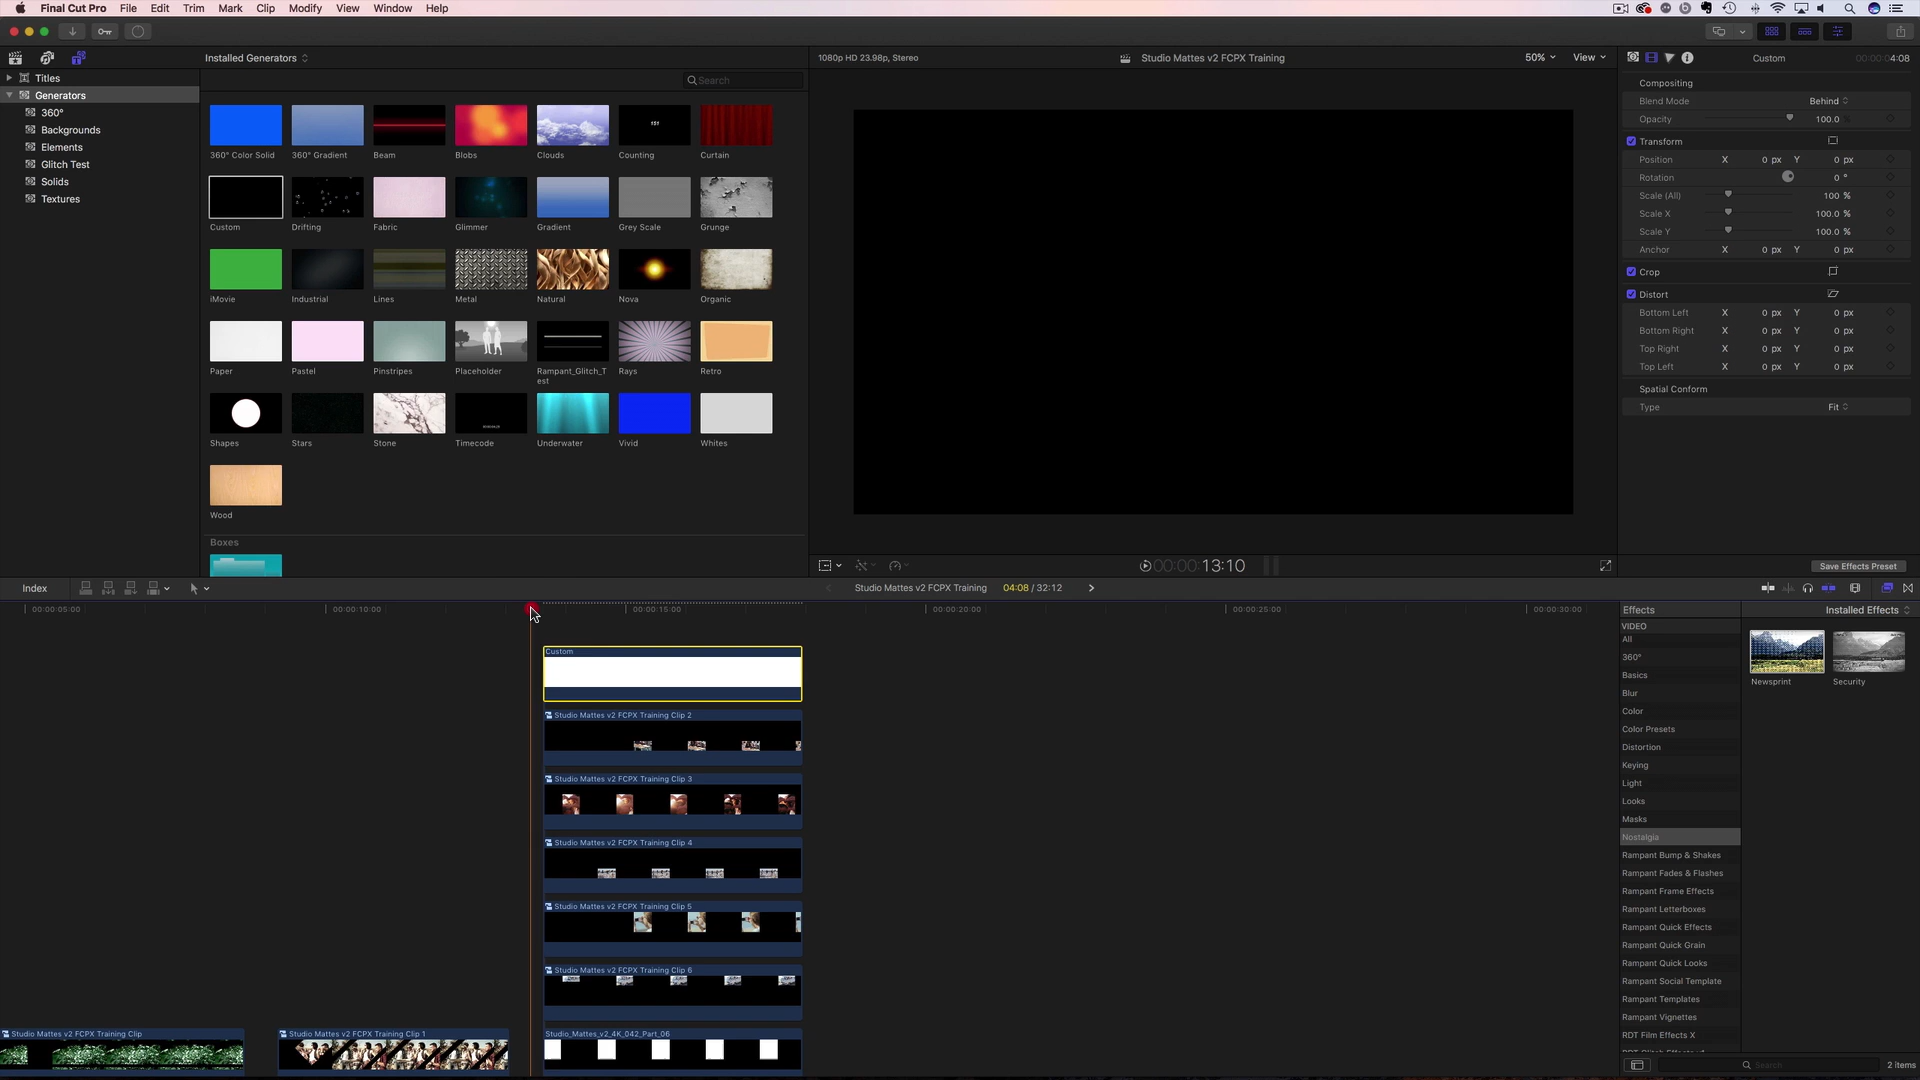 Final Cut Pro File Edit Trim Mark Clip Modify View Window Help
Installed Generators
1080p HD 23.98p, Stereo
Studio Mattes v2 FCPX Training
50%
View
Custom
00:00:04:08
Titles
Generators
360°
Backgrounds
Elements
Glitch Test
Solids
Textures
Search
360° Color Solid
360° Gradient
Beam
Blobs
Clouds
Counting
Curtain
Custom
Drifting
Fabric
Glimmer
Gradient
Grey Scale
Grunge
iMovie
Industrial
Lines
Metal
Natural
Nova
Organic
Paper
Pastel
Pinstripes
Placeholder
Rampant_Glitch_T
est
Rays
Retro
Shapes
Stars
Stone
Timecode
Underwater
Vivid
Whites
Wood
Boxes
Compositing
Blend Mode Behind
Opacity 100.0
Transform
Position X 0 px Y 0 px
Rotation 0 °
Scale (All) 100 %
Scale X 100.0 %
Scale Y 100.0 %
Anchor X 0 px Y 0 px
Crop
Distort
Bottom Left X 0 px Y 0 px
Bottom Right X 0 px Y 0 px
Top Right X 0 px Y 0 px
Top Left X 0 px Y 0 px
Spatial Conform
Type Fit
Save Effects Preset
00:00:00:13:10
Index
Studio Mattes v2 FCPX Training
04:08 / 32:12
00:00:05:00
00:00:10:00
00:00:15:00
00:00:20:00
00:00:25:00
00:00:30:00
Custom
Studio Mattes v2 FCPX Training Clip 2
Studio Mattes v2 FCPX Training Clip 3
Studio Mattes v2 FCPX Training Clip 4
Studio Mattes v2 FCPX Training Clip 5
Studio Mattes v2 FCPX Training Clip 6
Studio Mattes v2 FCPX Training Clip
Studio Mattes v2 FCPX Training Clip 1
Studio_Mattes_v2_4K_042_Part_06
Effects
Installed Effects
VIDEO
All
360°
Basics
Blur
Color
Color Presets
Distortion
Keying
Light
Looks
Masks
Nostalgia
Rampant Bump & Shakes
Rampant Fades & Flashes
Rampant Frame Effects
Rampant Letterboxes
Rampant Quick Effects
Rampant Quick Grain
Rampant Quick Looks
Rampant Social Template
Rampant Templates
Rampant Vignettes
RDT Film Effects X
Newsprint
Security
Search
2 items